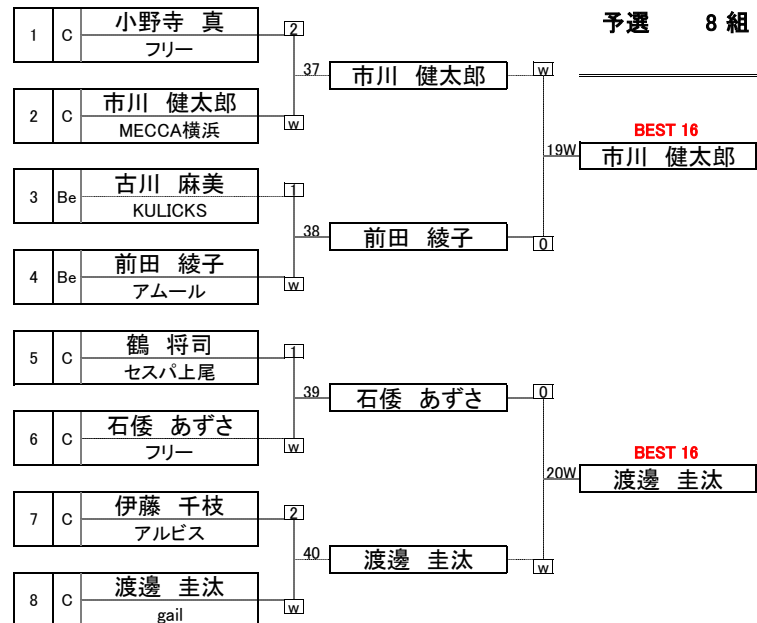 予選 8 組
1 C 小野寺 真 2
フリー
37 市川 健太郎 w
2 C 市川 健太郎 w
MECCA横浜
BEST 16
19W 市川 健太郎
3 Be 古川 麻美 1
KULICKS
38 前田 綾子 0
4 Be 前田 綾子 w
アムール
5 C 鶴 将司 1
セスパ上尾
39 石倭 あずさ 0
6 C 石倭 あずさ w
フリー
BEST 16
20W 渡邊 圭汰
7 C 伊藤 千枝 2
アルビス
40 渡邊 圭汰 w
8 C 渡邊 圭汰 w
gail